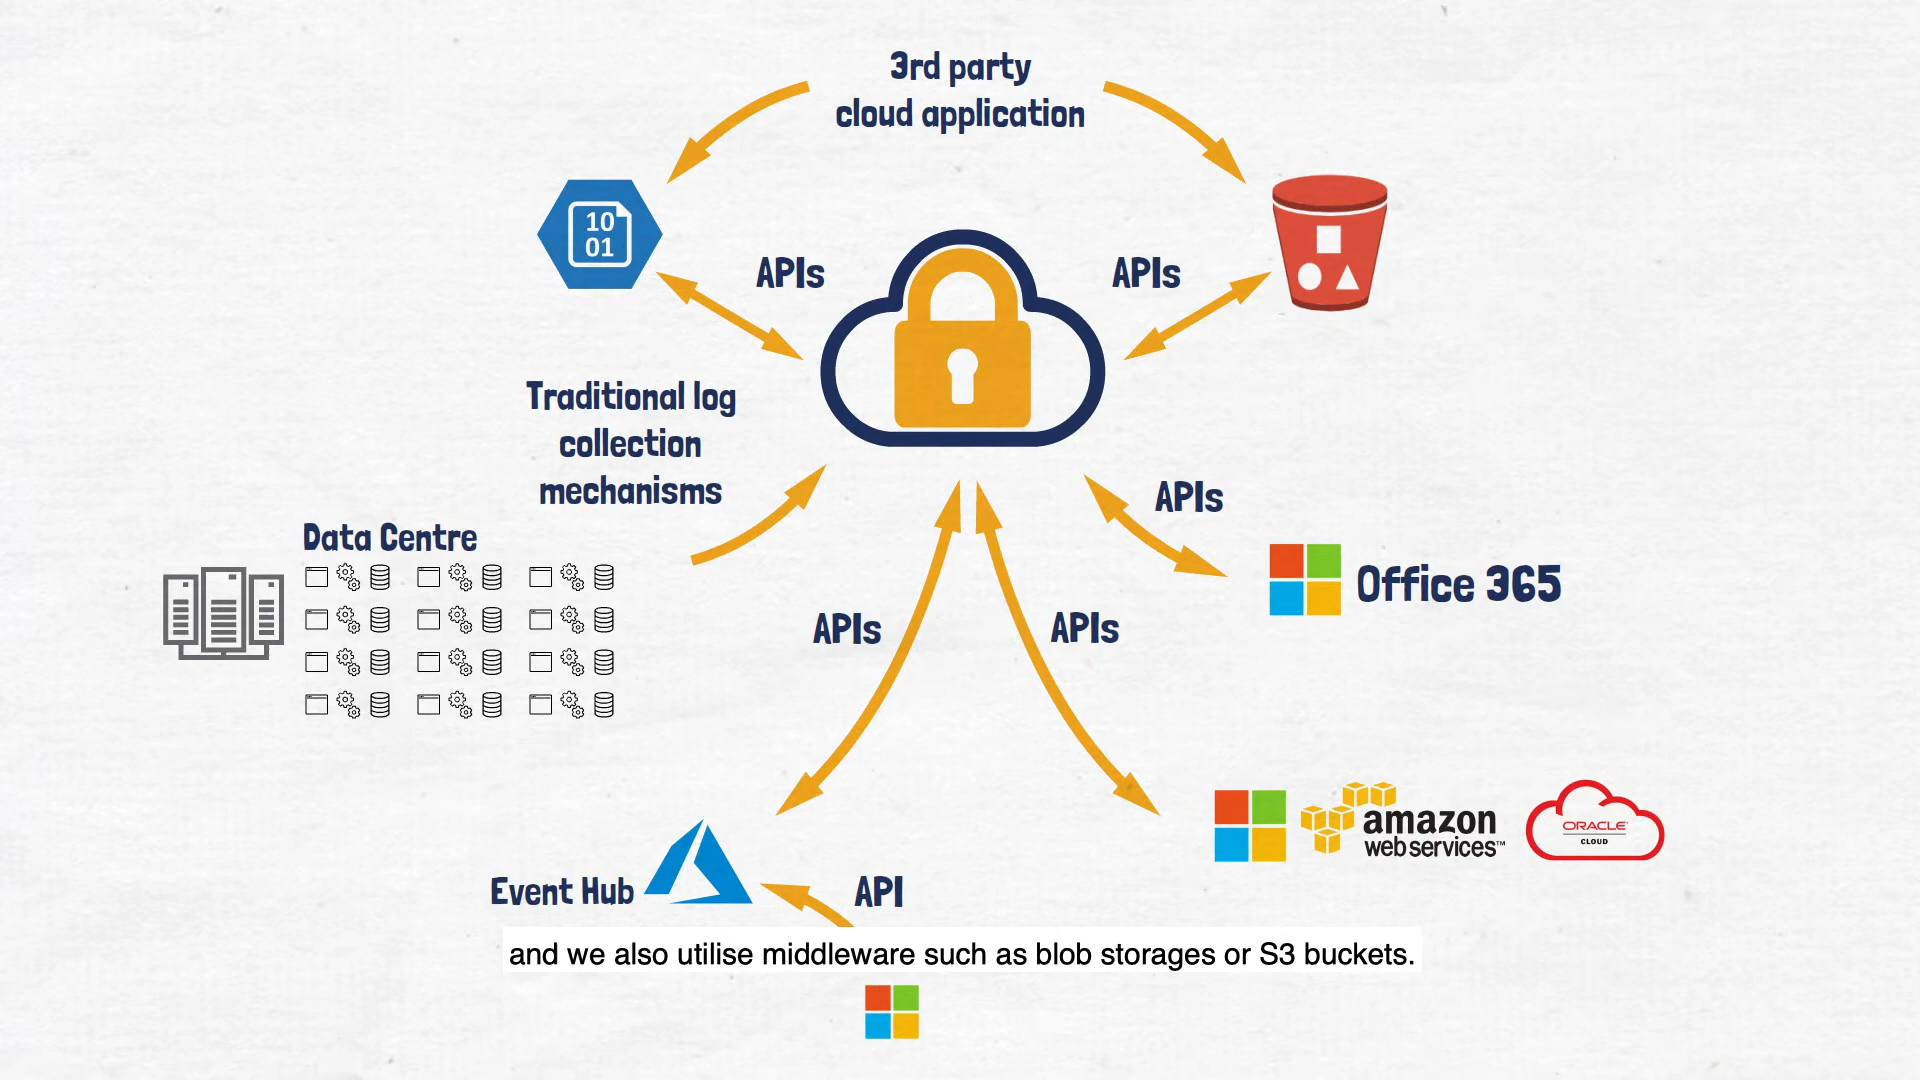 3rd party
cloud application
10
01
APIs
APIs
Traditional log
collection
mechanisms
APIs
Data Centre
Office 365
APIs
APIs
amazon
web services™
ORACLE
CLOUD
Event Hub
API
and we also utilise middleware such as blob storages or S3 buckets.